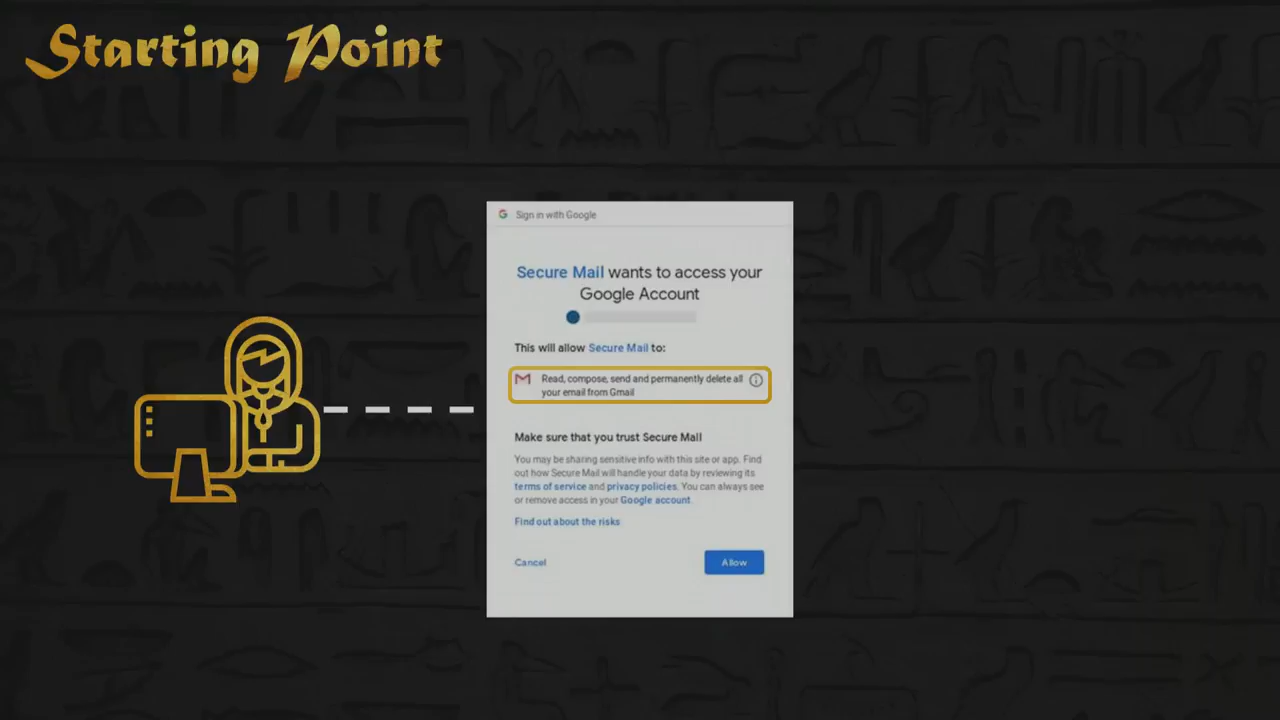 Starting Point
Sign in with Google
Secure Mail wants to access your
Google Account
This will allow Secure Mail to:
Read, compose, send and permanently delete all
your email from Gmail
Make sure that you trust Secure Mail
You may be sharing sensitive info with this site or app. Find
out how Secure Mail will handle your data by reviewing its
terms of service and privacy policies. You can always see
or remove access in your Google account.
Find out about the risks
Cancel
Allow